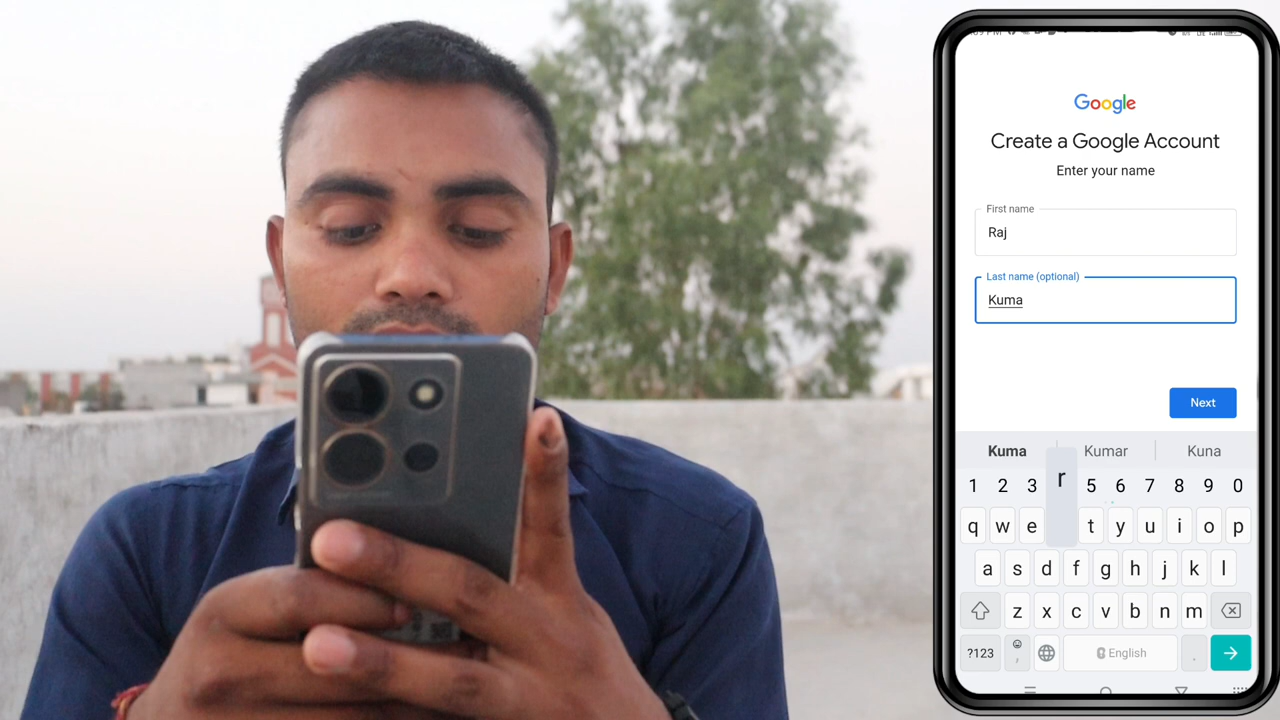 Google
Create a Google Account
Enter your name
First name
Raj
Last name (optional)
Kuma
Next
Kuma Kumar Kuna
1 2 3 r 5 6 7 8 9 0
q w e t y u i o p
a s d f g h j k l
z x c v b n m
?123 , English .